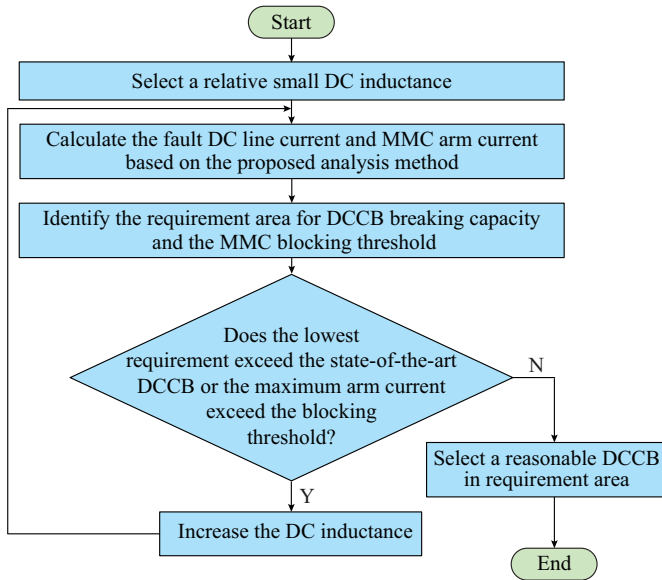 Start
Select a relative small DC inductance
Calculate the fault DC line current and MMC arm current
based on the proposed analysis method
Identify the requirement area for DCCB breaking capacity
and the MMC blocking threshold
Does the lowest
requirement exceed the state-of-the-art
DCCB or the maximum arm current
exceed the blocking
threshold?
N
Y
Select a reasonable DCCB
in requirement area
Increase the DC inductance
End